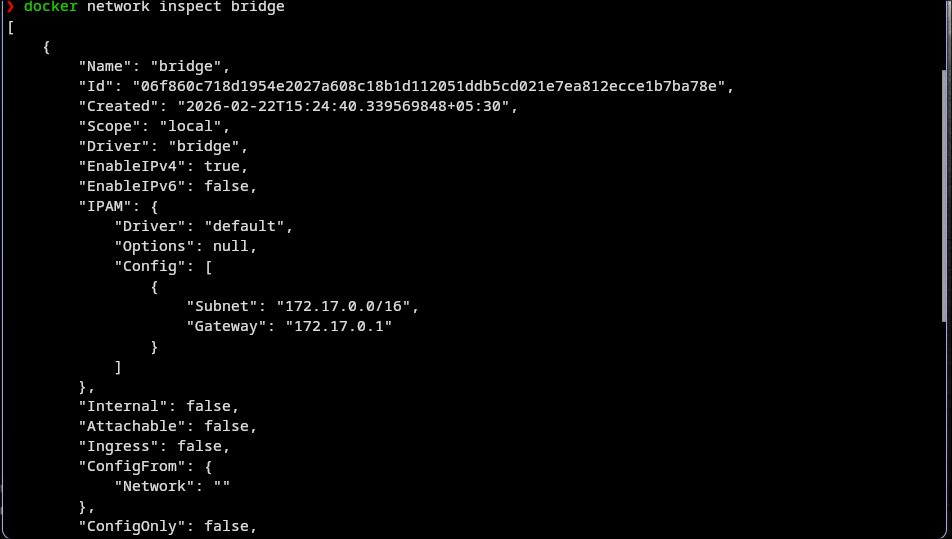 ❯ docker network inspect bridge
[
    {
        "Name": "bridge",
        "Id": "06f860c718d1954e2027a608c18b1d112051ddb5cd021e7ea812ecce1b7ba78e",
        "Created": "2026-02-22T15:24:40.339569848+05:30",
        "Scope": "local",
        "Driver": "bridge",
        "EnableIPv4": true,
        "EnableIPv6": false,
        "IPAM": {
            "Driver": "default",
            "Options": null,
            "Config": [
                {
                    "Subnet": "172.17.0.0/16",
                    "Gateway": "172.17.0.1"
                }
            ]
        },
        "Internal": false,
        "Attachable": false,
        "Ingress": false,
        "ConfigFrom": {
            "Network": ""
        },
        "ConfigOnly": false,